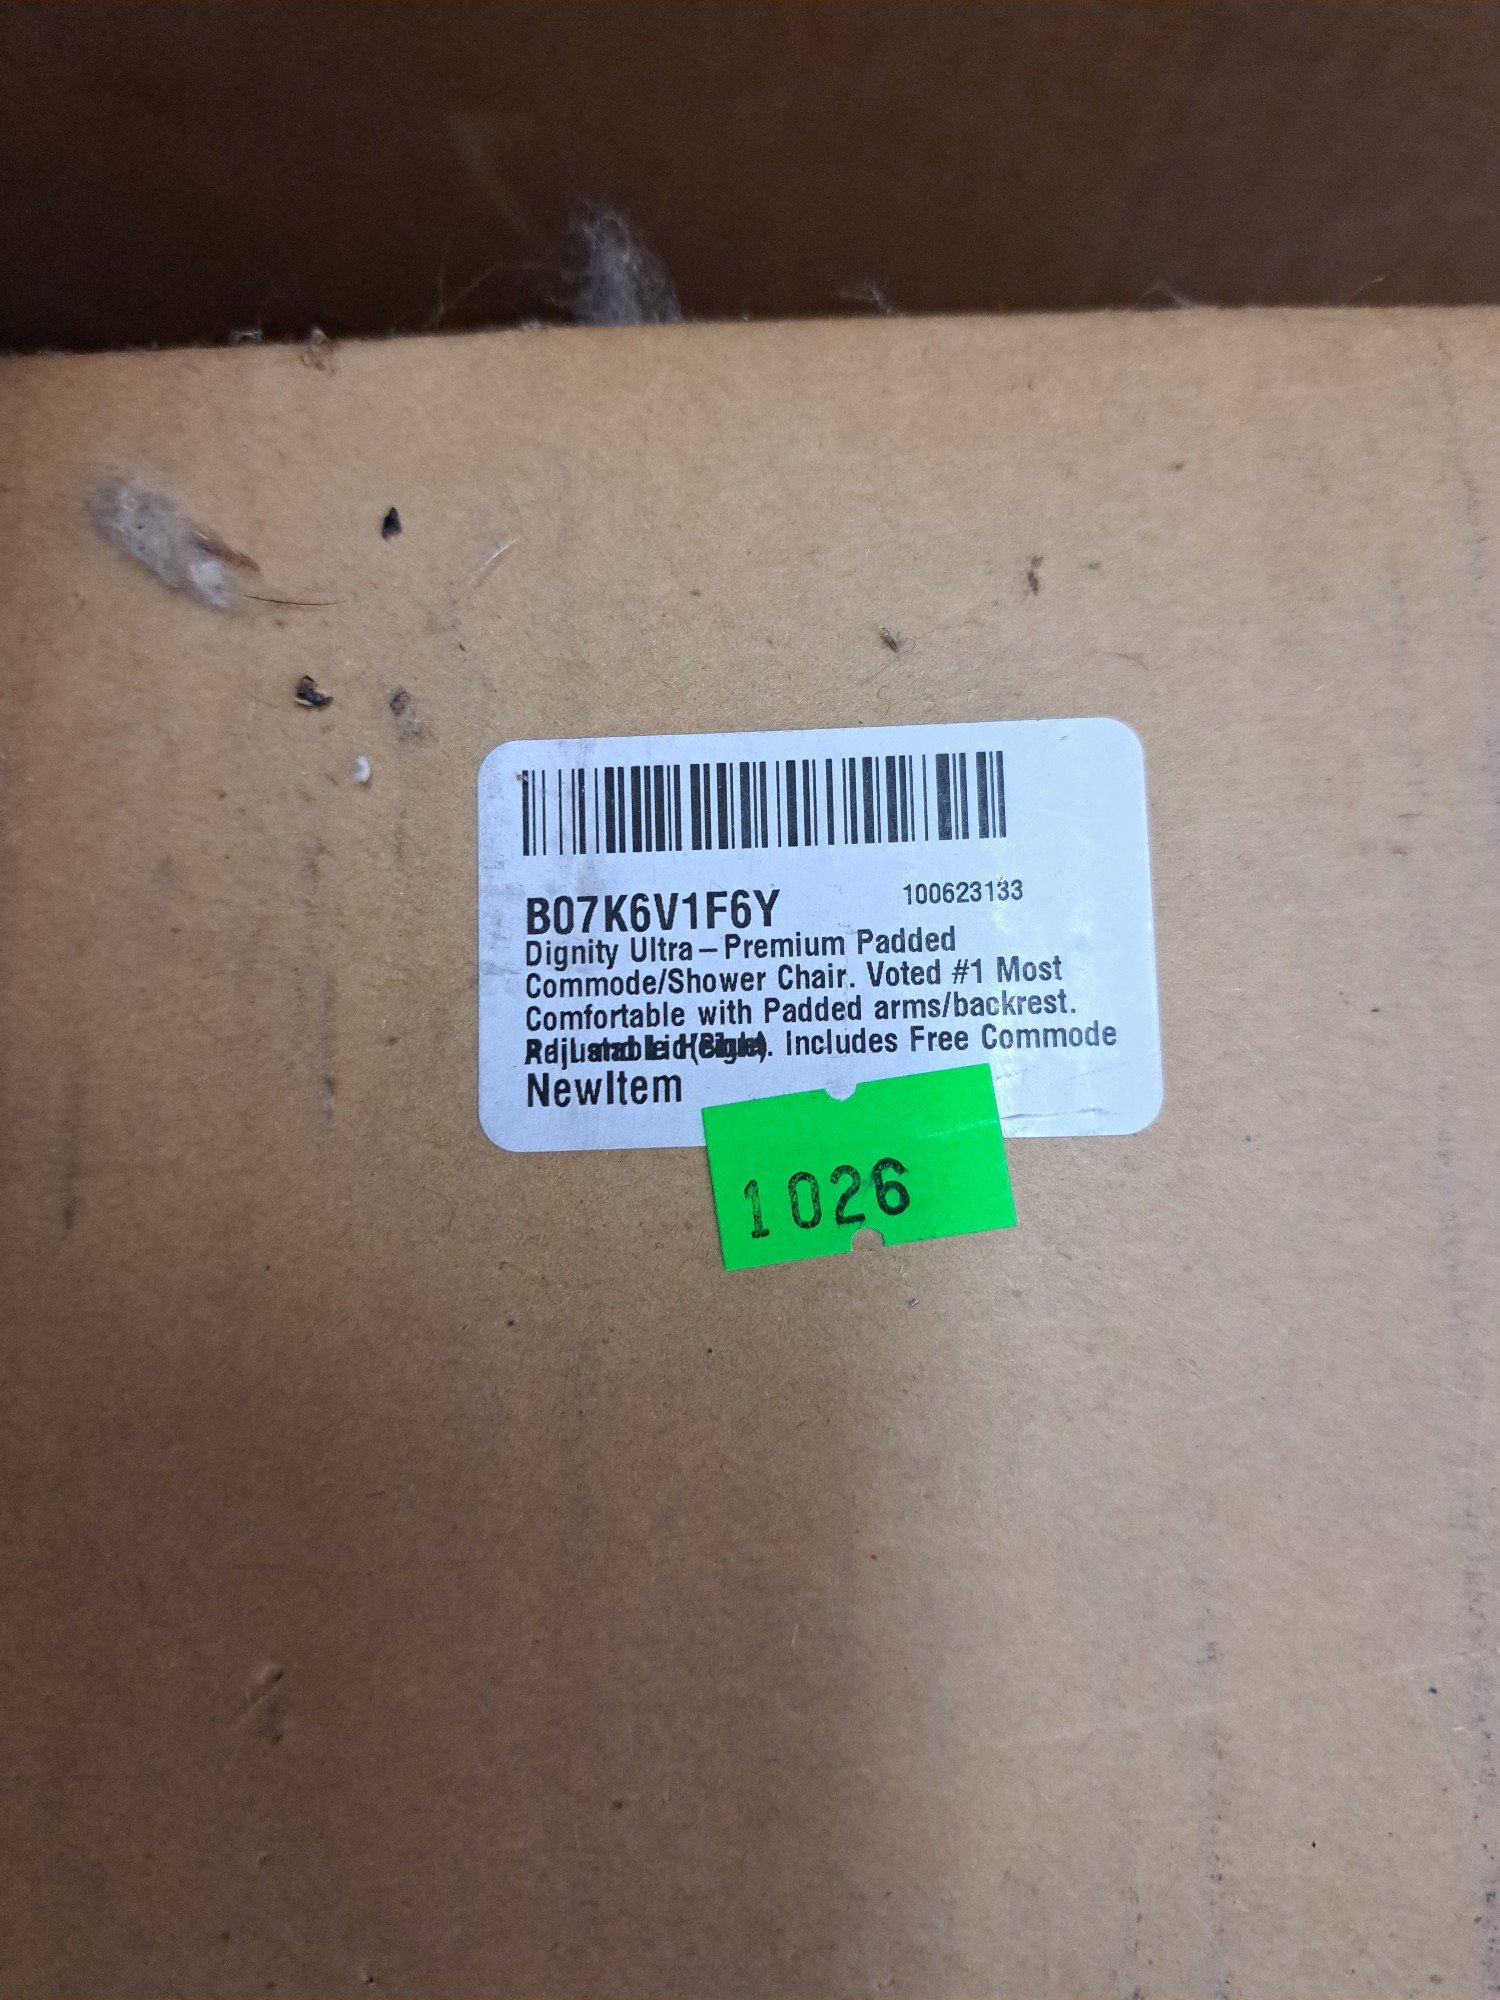 B07K6V1F6Y 100623133
Dignity Ultra – Premium Padded
Commode/Shower Chair. Voted #1 Most
Comfortable with Padded arms/backrest.
Includes Free Commode
NewItem
1026